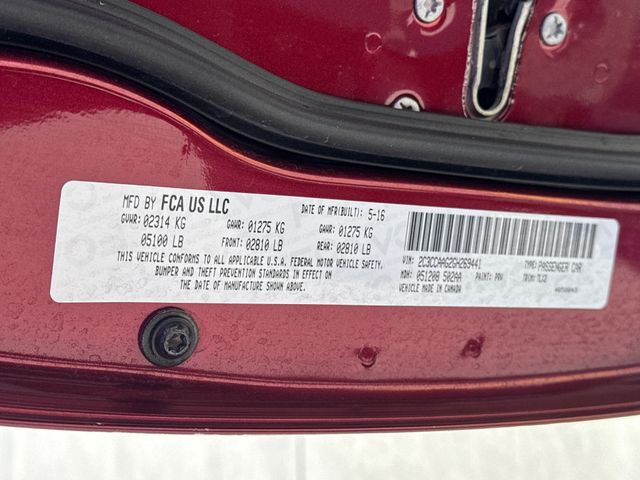 MFD BY FCA US LLC
DATE OF MFR(BUILT): 5-16
GVWR: 02314 KG GAWR: 01275 KG GAWR: 01275 KG
05100 LB FRONT: 02810 LB REAR: 02810 LB
THIS VEHICLE CONFORMS TO ALL APPLICABLE U.S.A. MOTOR VEHICLE SAFETY,
BUMPER AND THEFT PREVENTION STANDARDS IN EFFECT ON
THE DATE OF MANUFACTURE SHOWN ABOVE.
VIN: 2C3CCAAG2GH269441 TYPE: PASSENGER CAR
MDH: 051208 502AA PAINT: PRV TRIM:
VEHICLE MADE IN CANADA